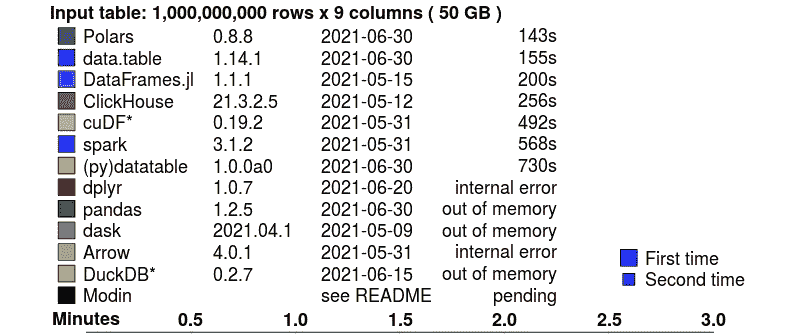 Input table: 1,000,000,000 rows x 9 columns ( 50 GB )
Polars 0.8.8 2021-06-30 143s
data.table 1.14.1 2021-06-30 155s
DataFrames.jl 1.1.1 2021-05-15 200s
ClickHouse 21.3.2.5 2021-05-12 256s
cuDF* 0.19.2 2021-05-31 492s
spark 3.1.2 2021-05-31 568s
(py)datatable 1.0.0a0 2021-06-30 730s
dplyr 1.0.7 2021-06-20 internal error
pandas 1.2.5 2021-06-30 out of memory
dask 2021.04.1 2021-05-09 out of memory
Arrow 4.0.1 2021-05-31 internal error
DuckDB* 0.2.7 2021-06-15 out of memory
Modin see README pending
First time
Second time
Minutes 0.5 1.0 1.5 2.0 2.5 3.0